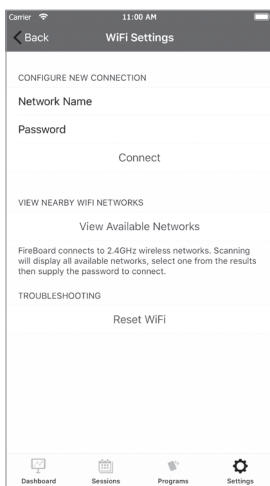 Carrier 11:00 AM
Back WiFi Settings
CONFIGURE NEW CONNECTION
Network Name
Password
Connect
VIEW NEARBY WIFI NETWORKS
View Available Networks
FireBoard connects to 2.4GHz wireless networks. Scanning
will display all available networks, select one from the results
then supply the password to connect.
TROUBLESHOOTING
Reset WiFi
Dashboard Sessions Programs Settings